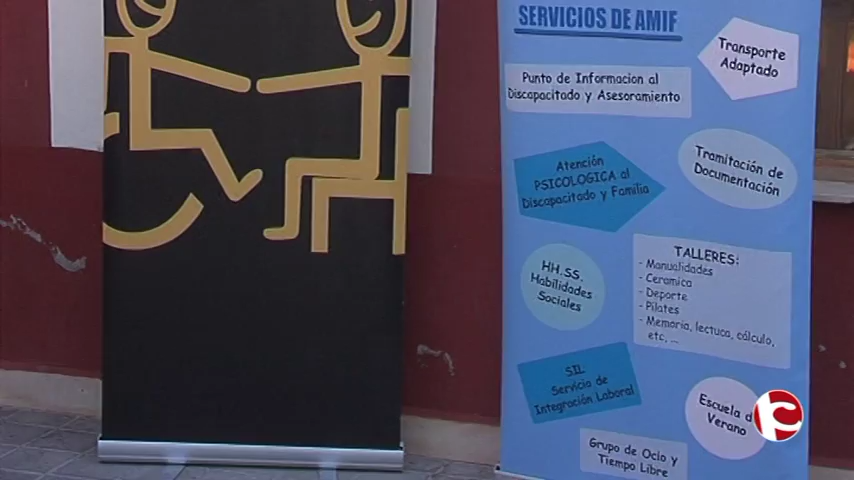 SERVICIOS DE AMIF
Transporte
Adaptado
Punto de Informacion al
Discapacitado y Asesoramiento
Atención
PSICOLOGICA al
Discapacitado y Familia
Tramitación de
Documentación
HH.SS.
Habilidades
Sociales
TALLERES:
- Manualidades
- Ceramica
- Deporte
- Pilates
- Memoria, lectuca, cálculo,
etc, ...
SIL
Servicio de
Integración Laboral
Escuela d
Verano
Grupo de Ocio y
Tiempo Libre